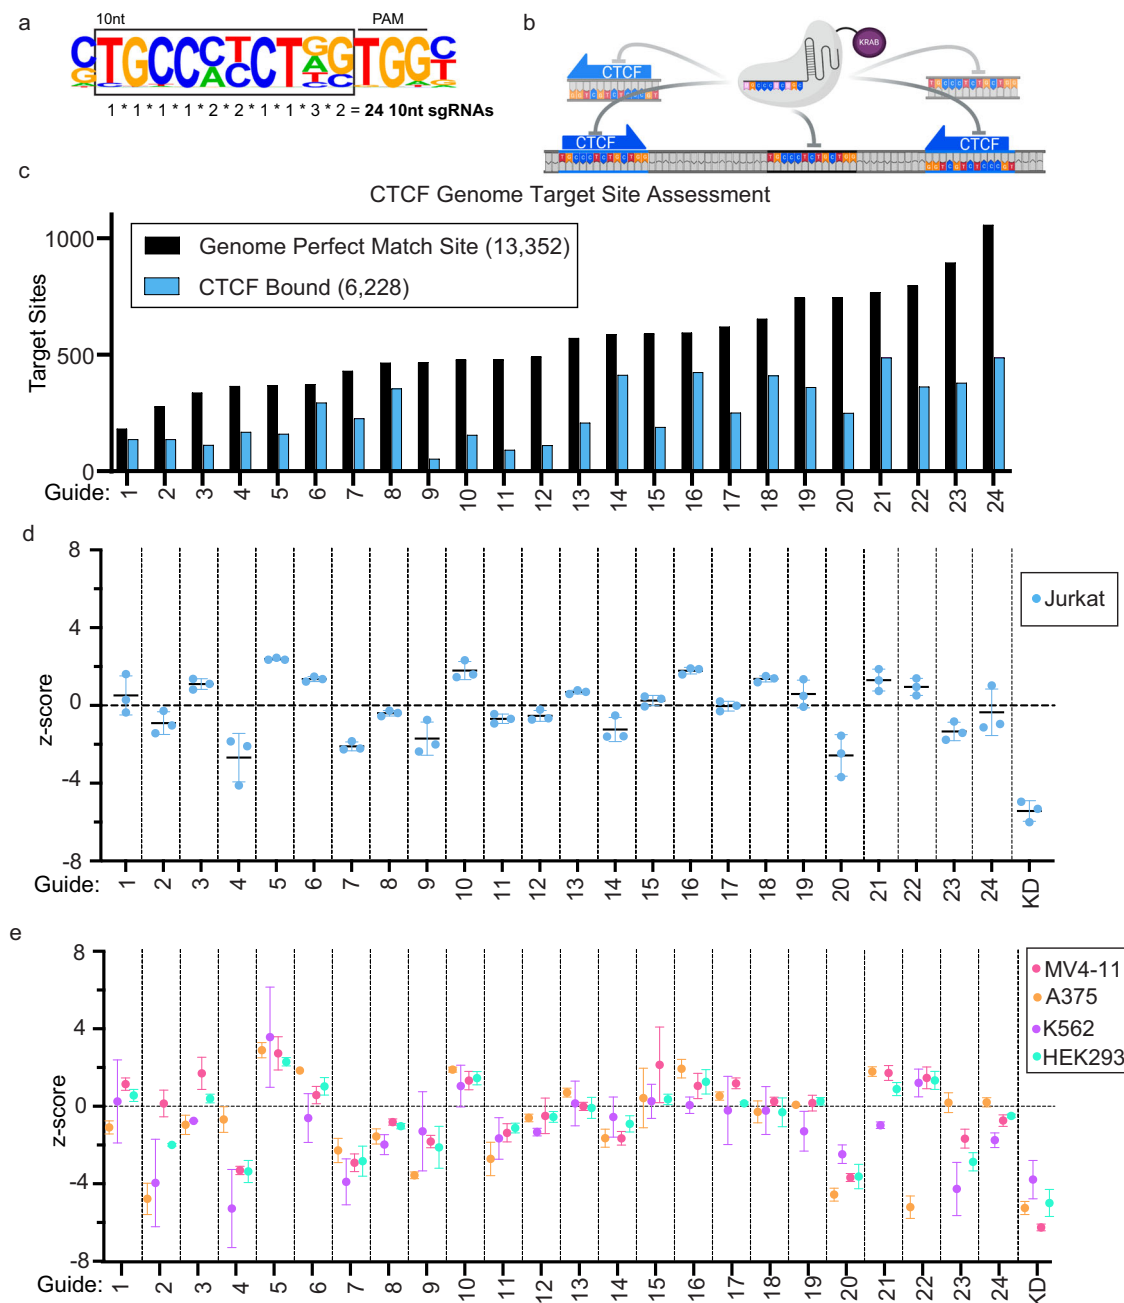 a
10nt
PAM
CTGCCCTCTGGTGGC
GACCATAT
CTCC
1 * 1 * 1 * 1 * 2 * 2 * 1 * 1 * 3 * 2 = 24 10nt sgRNAs
b
KRAB
CTCF
CTCF
CTCF
TGCCCTCTGCTGG
TGCCCTCTGCTGG
c
CTCF Genome Target Site Assessment
Genome Perfect Match Site (13,352)
CTCF Bound (6,228)
Target Sites
1000
500
0
Guide:
1 2 3 4 5 6 7 8 9 10 11 12 13 14 15 16 17 18 19 20 21 22 23 24
d
8
4
0
-4
-8
z-score
Jurkat
Guide:
1 2 3 4 5 6 7 8 9 10 11 12 13 14 15 16 17 18 19 20 21 22 23 24 KD
e
8
4
0
-4
-8
z-score
MV4-11
A375
K562
HEK293
Guide:
1 2 3 4 5 6 7 8 9 10 11 12 13 14 15 16 17 18 19 20 21 22 23 24 KD